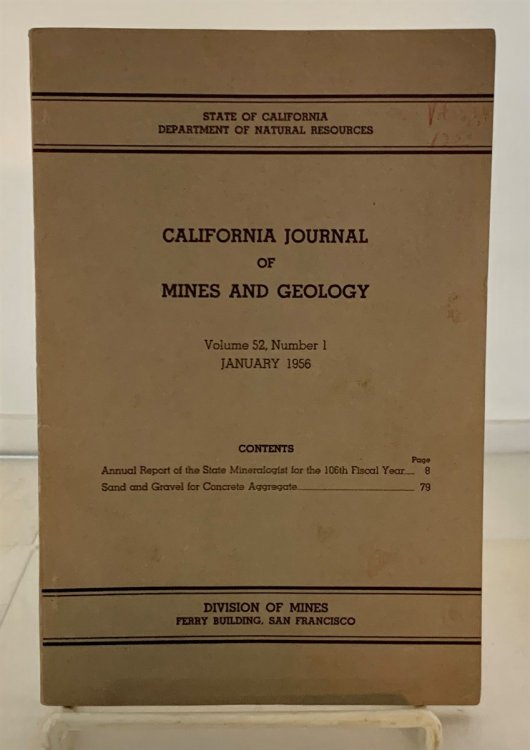 STATE OF CALIFORNIA
DEPARTMENT OF NATURAL RESOURCES
CALIFORNIA JOURNAL
OF
MINES AND GEOLOGY
Volume 52, Number 1
JANUARY 1956
CONTENTS
Page
Annual Report of the State Mineralogist for the 106th Fiscal Year 8
Sand and Gravel for Concrete Aggregate 79
DIVISION OF MINES
FERRY BUILDING, SAN FRANCISCO